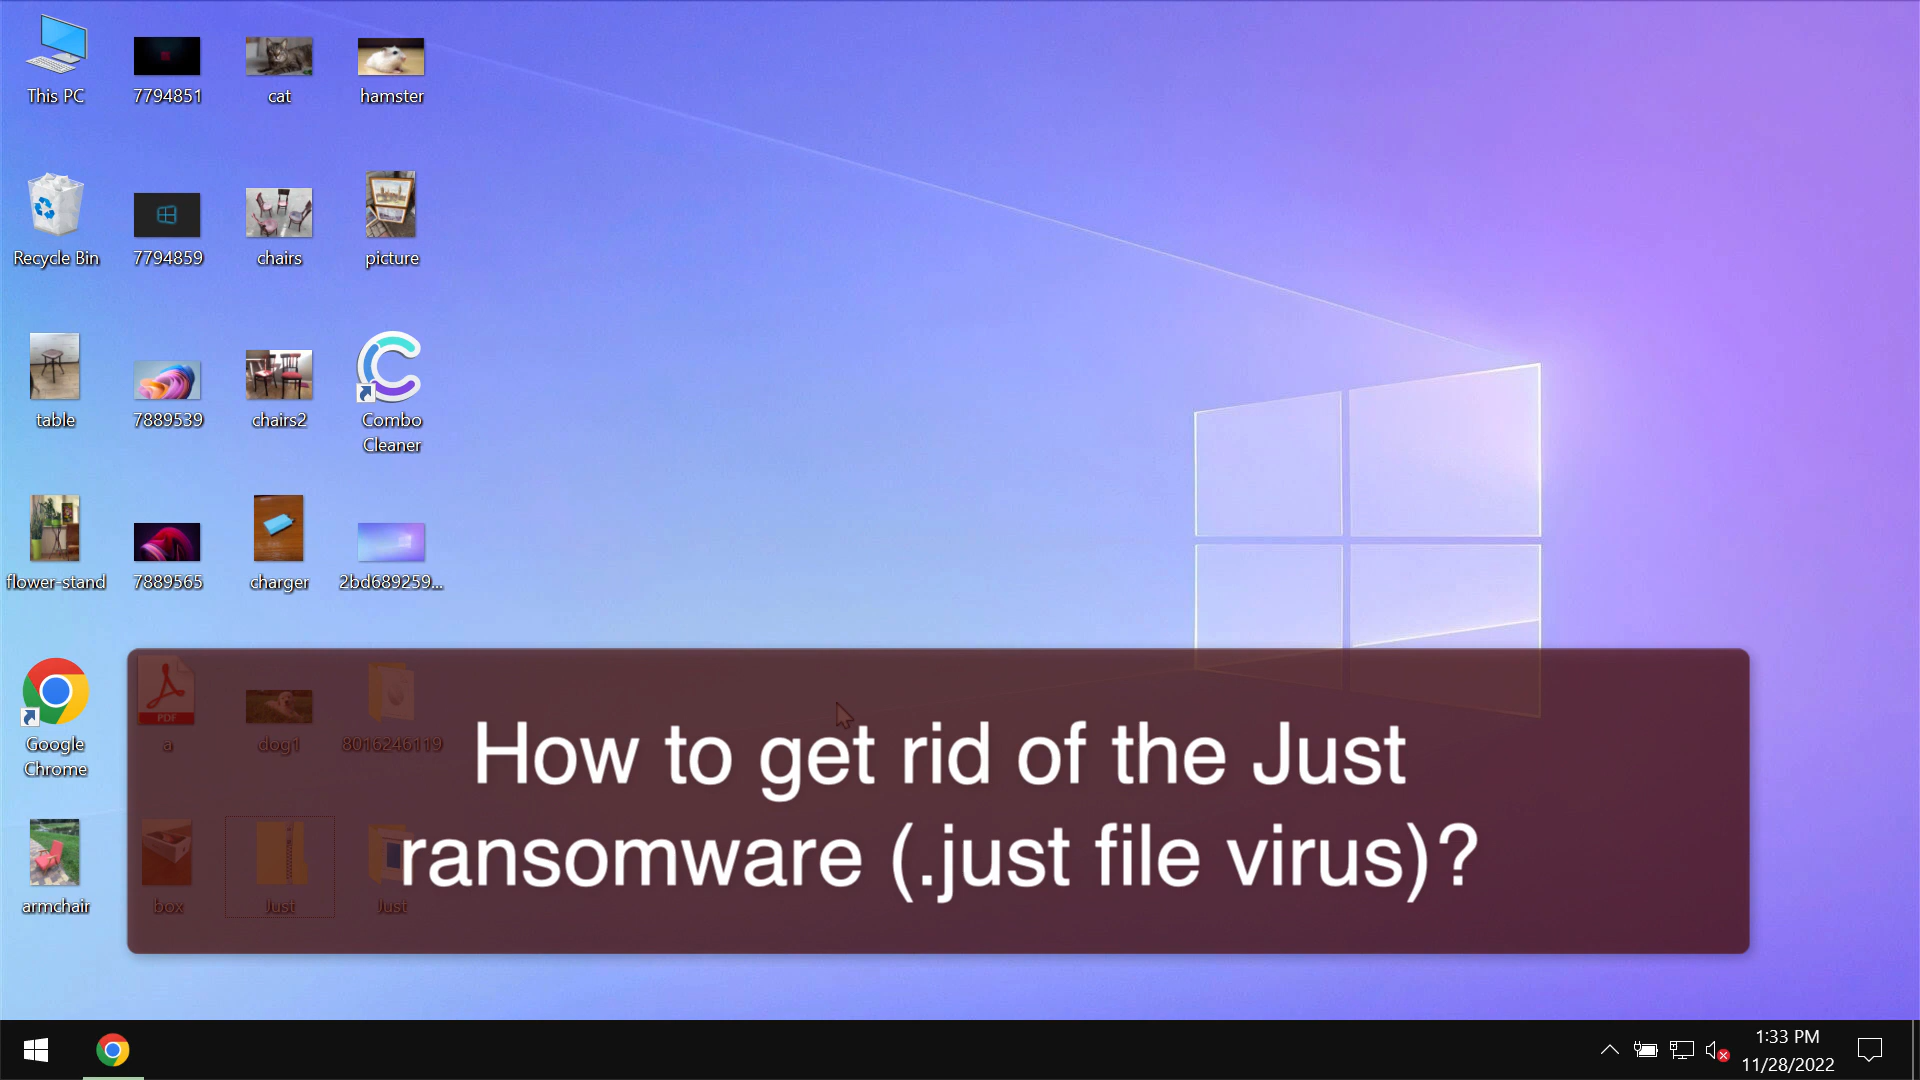 This PC
7794851
cat
hamster
Recycle Bin
7794859
chairs
picture
table
7889539
chairs2
Combo
Cleaner
flower-stand
7889565
charger
2bd689259...
Google
Chrome
PDF
a
dog1
8016246119
armchair
box
Just
Just
How to get rid of the Just
ransomware (.just file virus)?
1:33 PM
11/28/2022